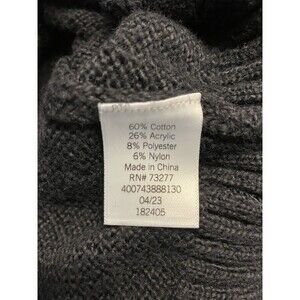 60% Cotton
26% Acrylic
8% Polyester
6% Nylon
Made in China
RN# 73277
400743888130
04/23
182405